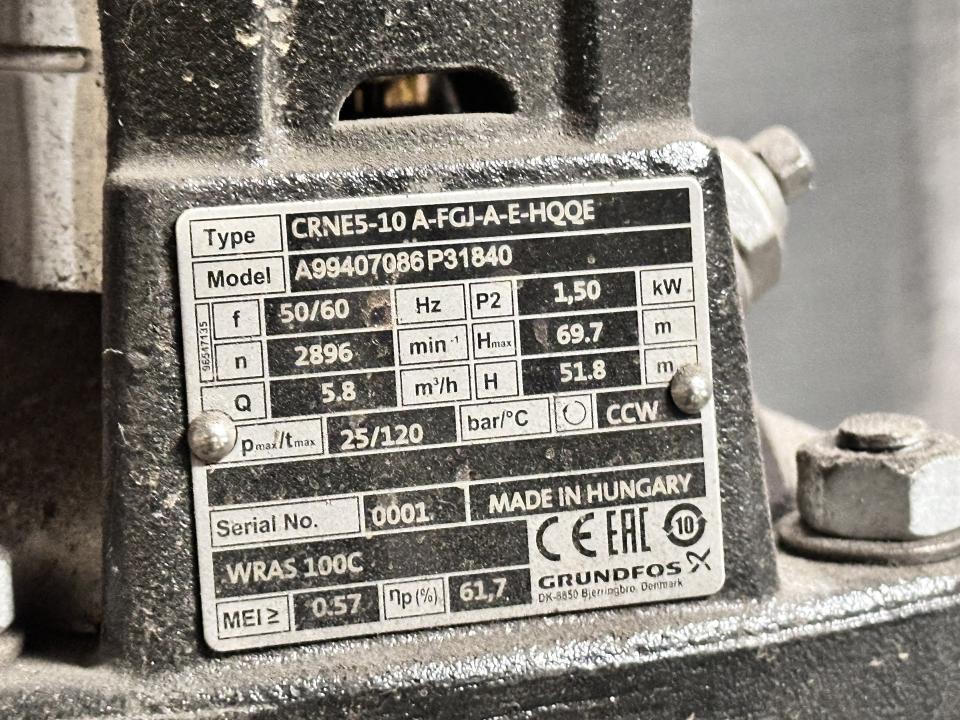 Type CRNE5-10 A-FGJ-A-E-HQQE
Model A99407086 P31840
f 50/60 Hz P2 1,50 kW
n 2896 min⁻¹ Hmax 69.7 m
Q 5.8 m³/h H 51.8 m
96547135
pmax/tmax 25/120 bar/°C CCW
Serial No. 0001 MADE IN HUNGARY
WRAS 100C CE EAC 10
GRUNDFOS
DK-8850 Bjerringbro, Denmark
MEI ≥ 0.57 ηp (%) 61,7